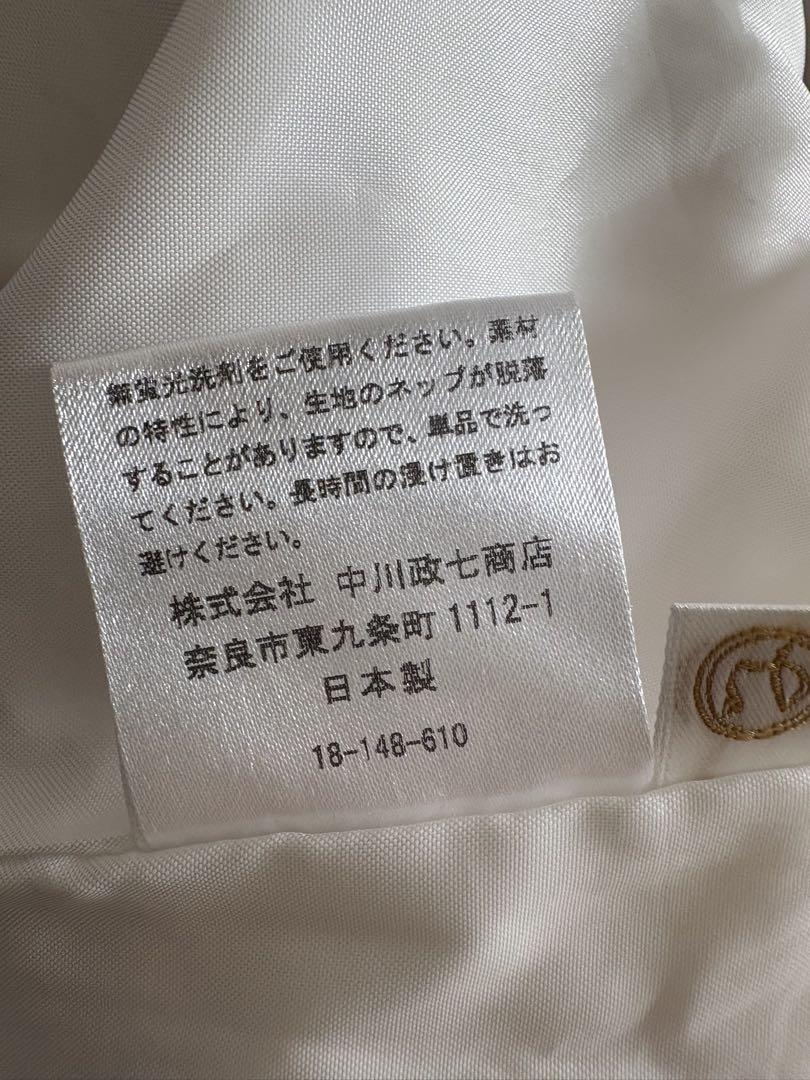 無蛍光洗剤をご使用ください。素材
の特性により、生地のネップが脱落
することがありますので、単品で洗っ
てください。長時間の浸け置きはお
避けください。
株式会社 中川政七商店
奈良市東九条町1112-1
日本製
18-148-610